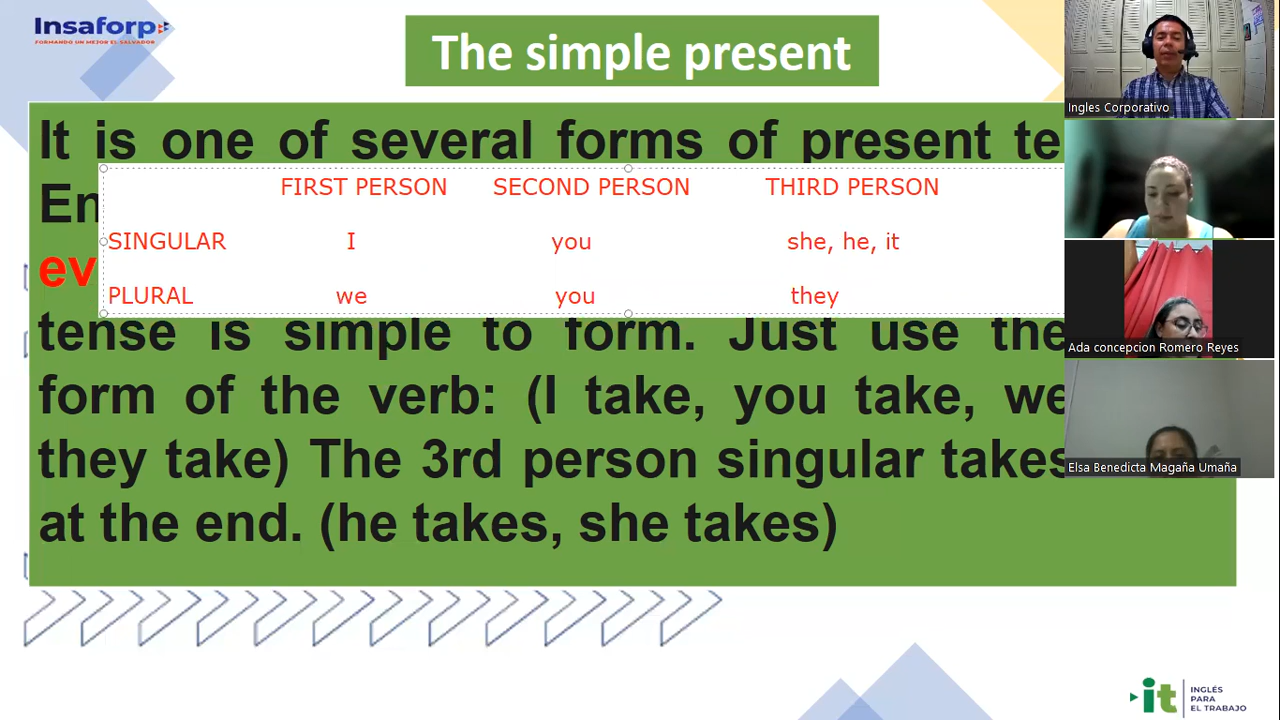 Insaforp
FORMANDO UN MEJOR EL SALVADOR
The simple present
It is one of several forms of present te
En
ev
FIRST PERSON SECOND PERSON THIRD PERSON
SINGULAR I you she, he, it
PLURAL we you they
tense is simple to form. Just use the
form of the verb: (I take, you take, we
they take) The 3rd person singular takes
at the end. (he takes, she takes)
Ingles Corporativo
Ada concepcion Romero Reyes
Elsa Benedicta Magaña Umaña
it INGLÉS
PARA
EL TRABAJO